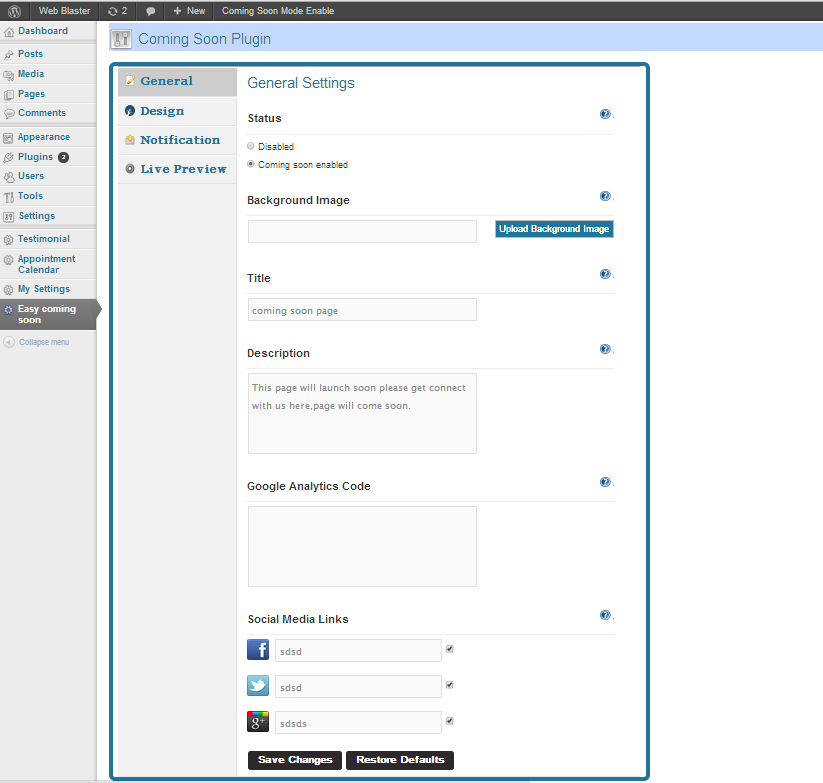 Web Blaster 2 New Coming Soon Mode Enable
Dashboard
Posts
Media
Pages
Comments
Appearance
Plugins 2
Users
Tools
Settings
Testimonial
Appointment
Calendar
My Settings
Easy coming
soon
Collapse menu
Coming Soon Plugin
General
Design
Notification
Live Preview
General Settings
Status
Disabled
Coming soon enabled
Background Image
Upload Background Image
Title
coming soon page
Description
This page will launch soon please get connect
with us here,page will come soon.
Google Analytics Code
Social Media Links
f sdsd
sdsd
g+ sdsds
Save Changes Restore Defaults